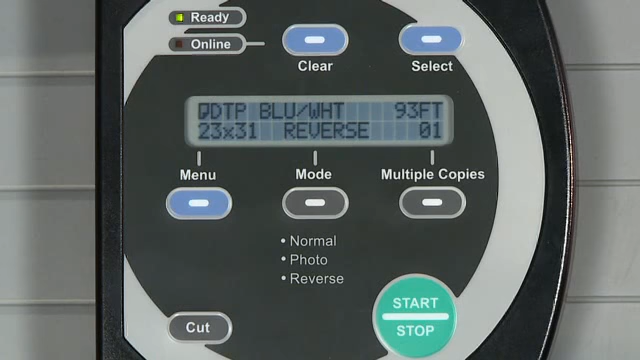 Ready
Online
Clear
Select
QDTP BLU/WHT 93FT
23x31 REVERSE 01
Menu
Mode
Multiple Copies
• Normal
• Photo
• Reverse
Cut
START
STOP